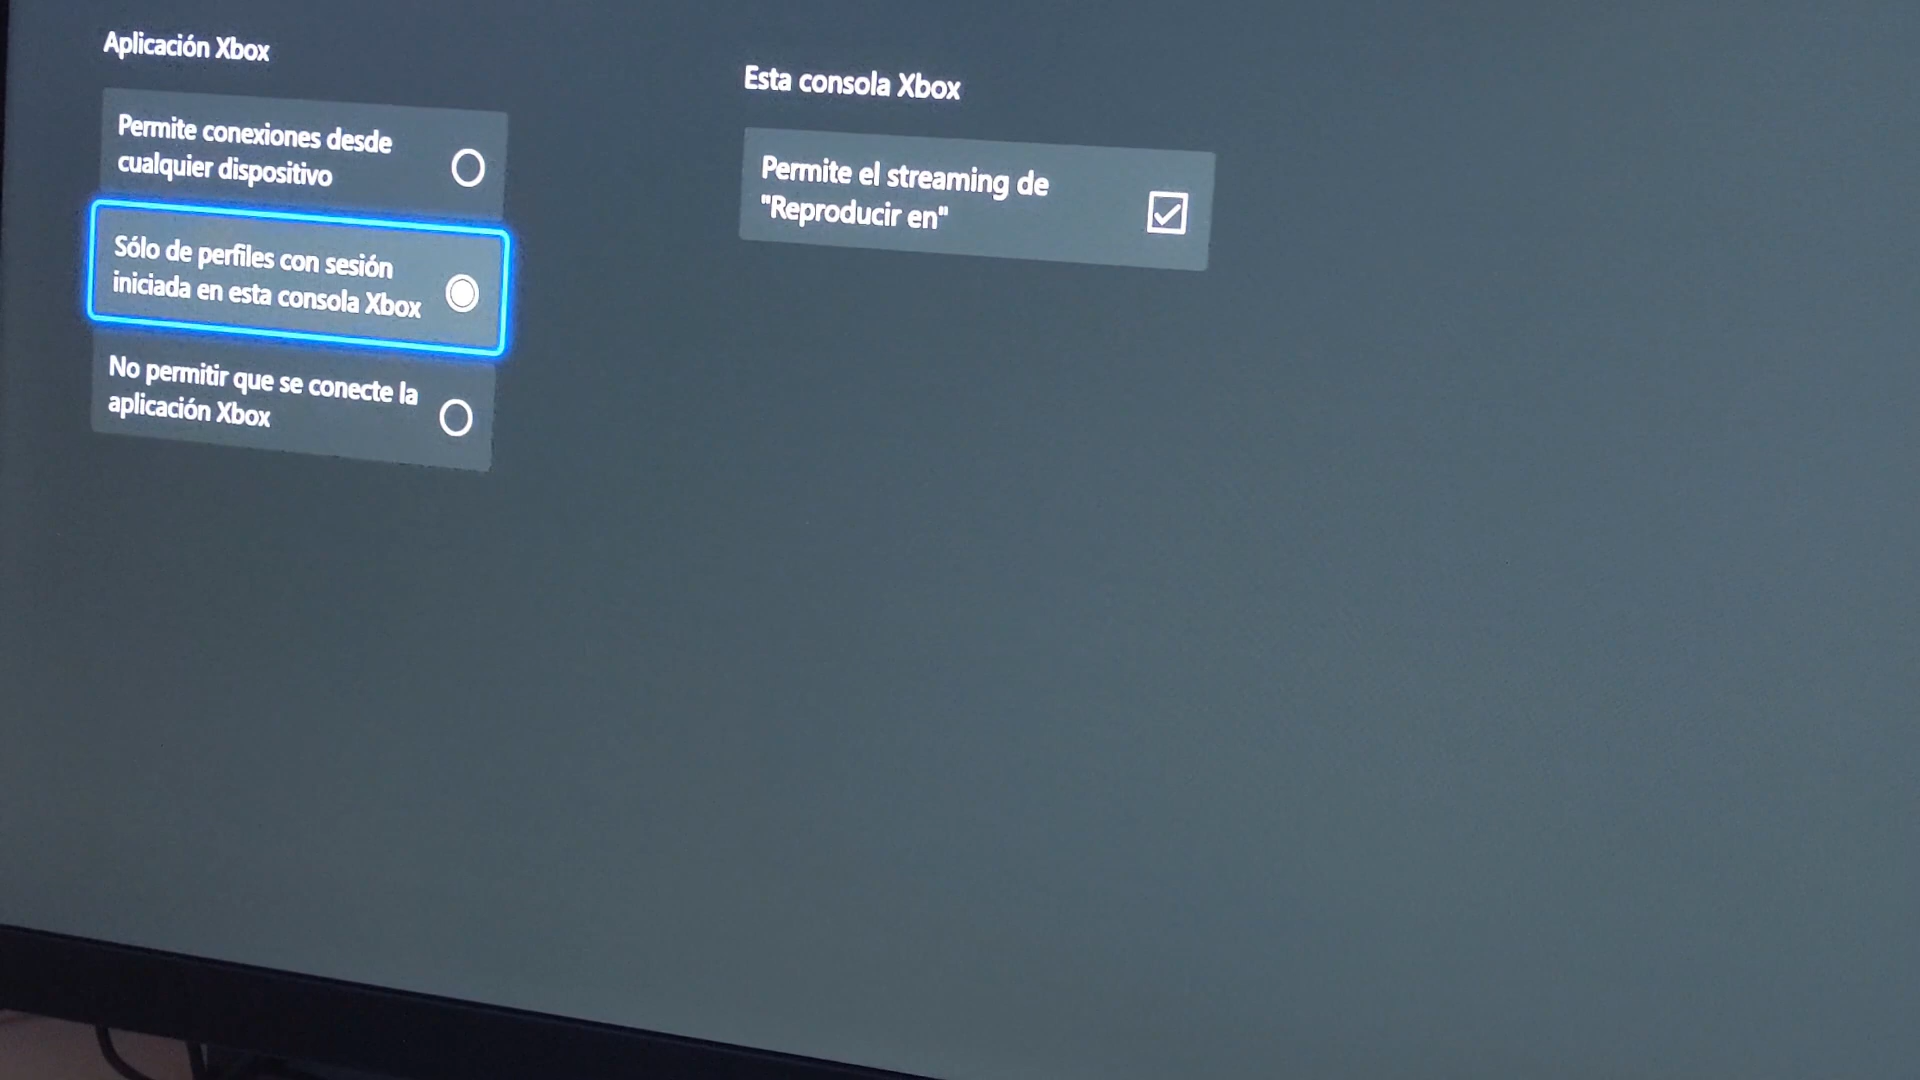 Aplicación Xbox
Permite conexiones desde
cualquier dispositivo
Sólo de perfiles con sesión
iniciada en esta consola Xbox
No permitir que se conecte la
aplicación Xbox
Esta consola Xbox
Permite el streaming de
"Reproducir en"